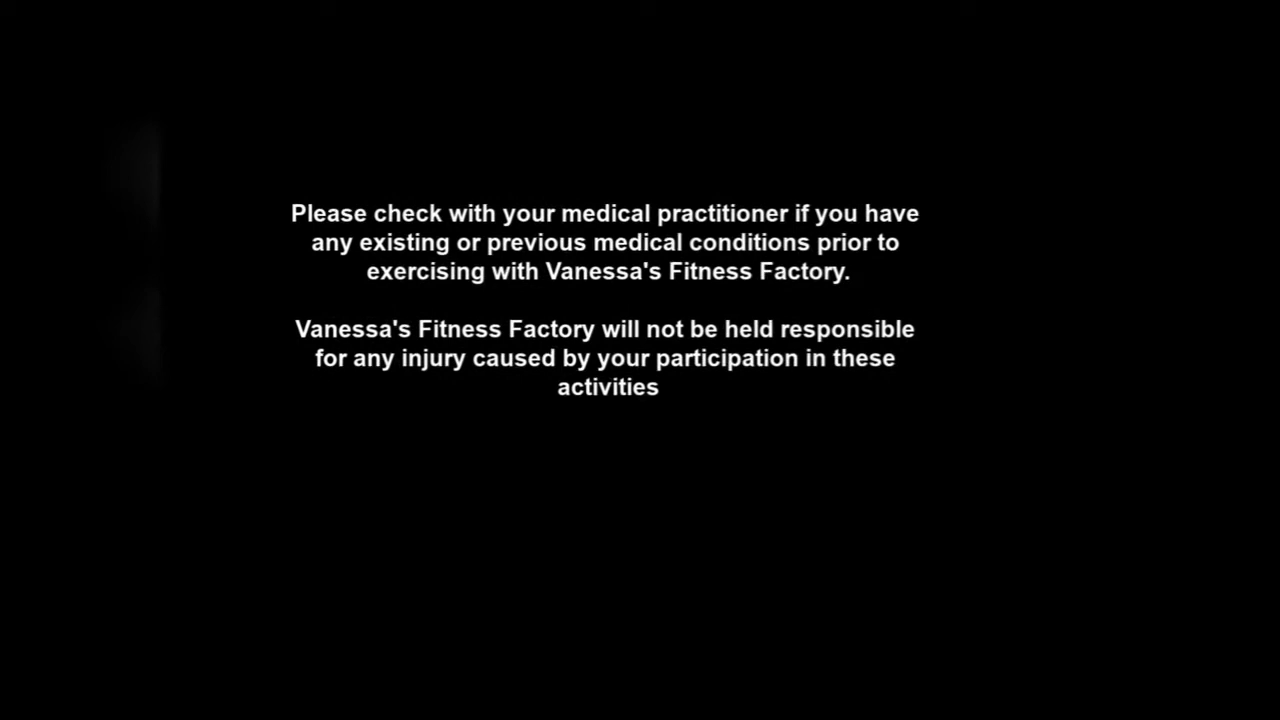 Please check with your medical practitioner if you have
any existing or previous medical conditions prior to
exercising with Vanessa's Fitness Factory.
Vanessa's Fitness Factory will not be held responsible
for any injury caused by your participation in these
activities